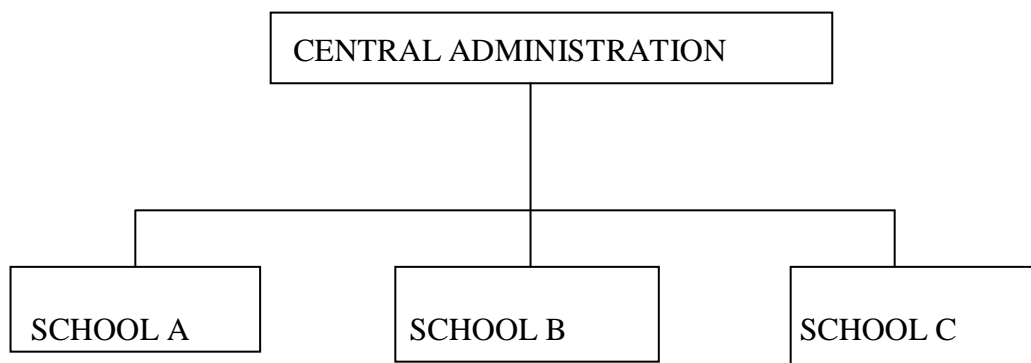 CENTRAL ADMINISTRATION
SCHOOL A
SCHOOL B
SCHOOL C